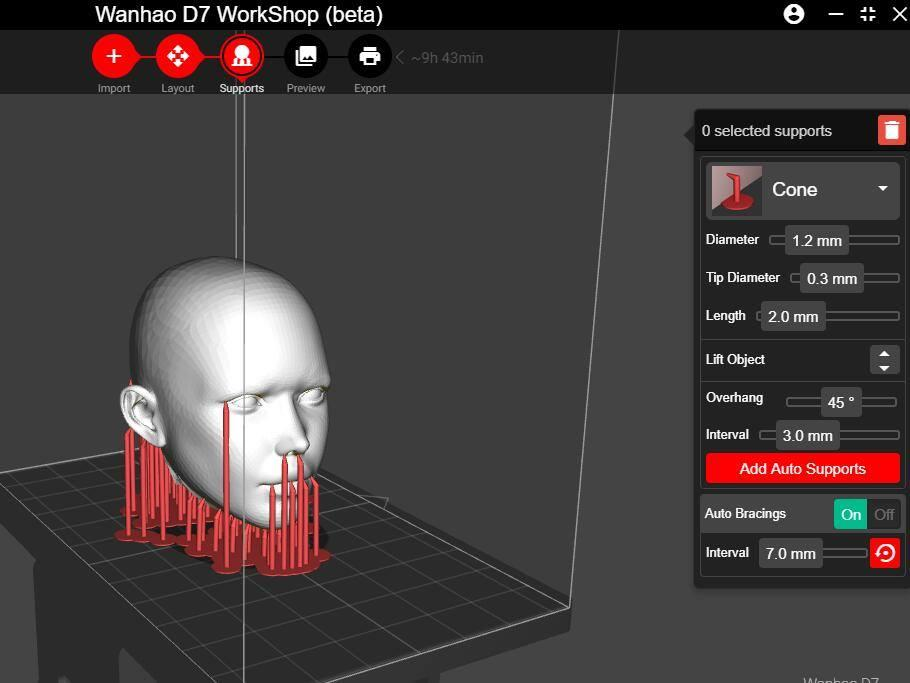 Wanhao D7 WorkShop (beta)
~9h 43min
Import Layout Supports Preview Export
0 selected supports
Cone
Diameter 1.2 mm
Tip Diameter 0.3 mm
Length 2.0 mm
Lift Object
Overhang 45 °
Interval 3.0 mm
Add Auto Supports
Auto Bracings On Off
Interval 7.0 mm
Wanhao D7